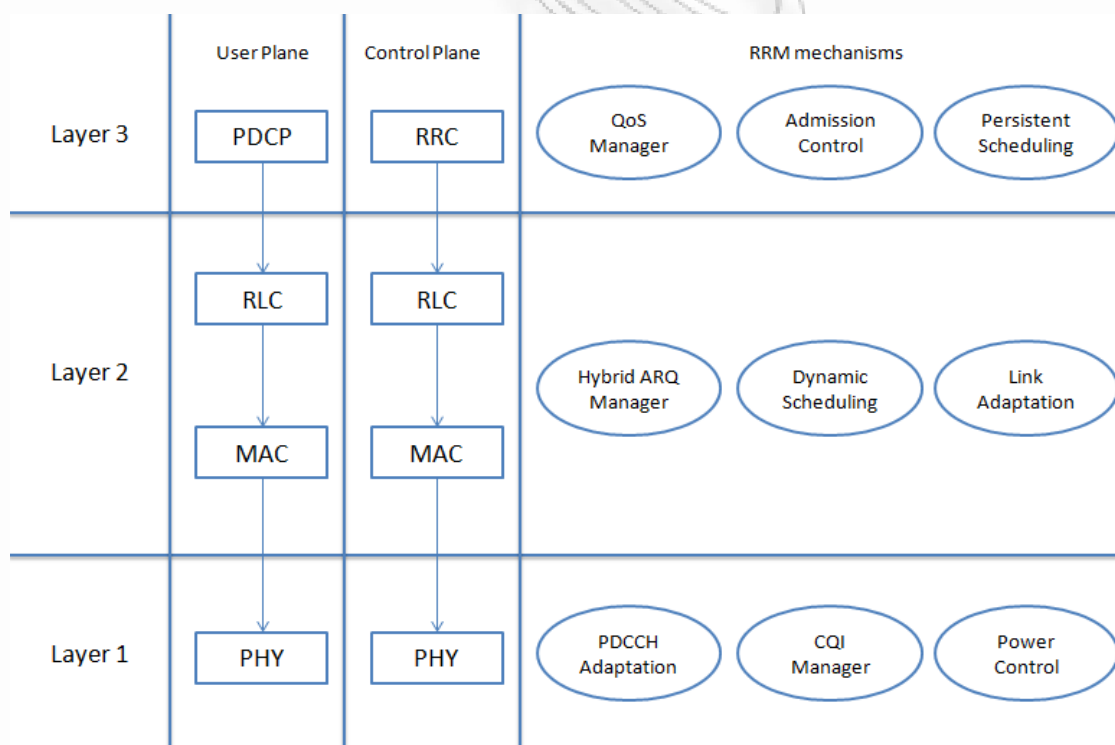 User Plane
Control Plane
RRM mechanisms
Layer 3
PDCP
RRC
QoS
Manager
Admission
Control
Persistent
Scheduling
Layer 2
RLC
RLC
MAC
MAC
Hybrid ARQ
Manager
Dynamic
Scheduling
Link
Adaptation
Layer 1
PHY
PHY
PDCCH
Adaptation
CQI
Manager
Power
Control